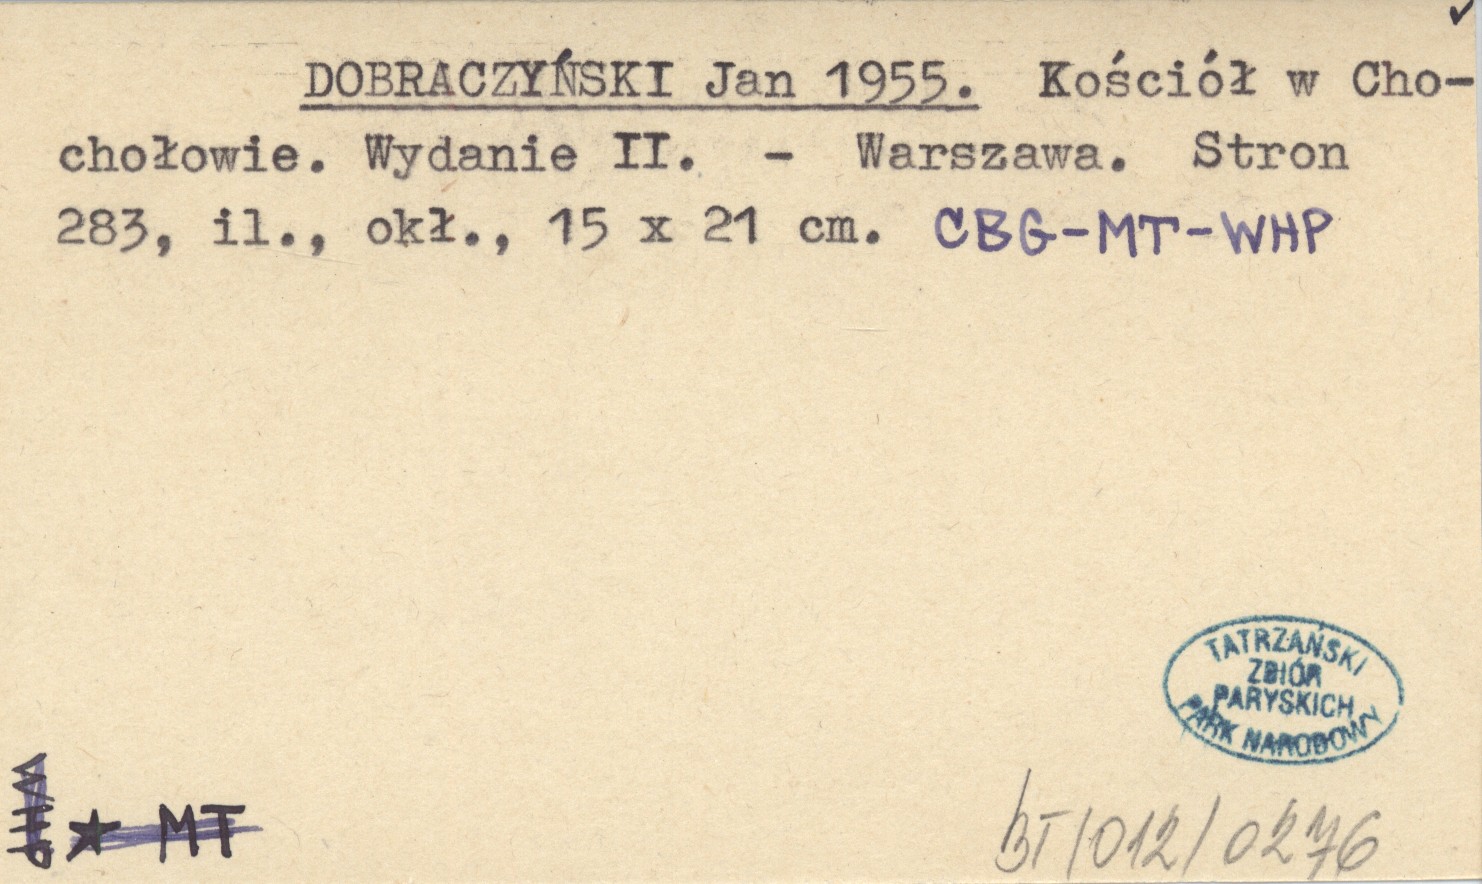 DOBRACZYŃSKI Jan 1955. Kościół w Cho-
chołowie. Wydanie II. - Warszawa. Stron
283, il., okł., 15 x 21 cm. CBG-MT-WHP
TATRZAŃSKI
ZBIÓR
PARYSKICH
PARK NARODOWY
MT
BT/012/0276